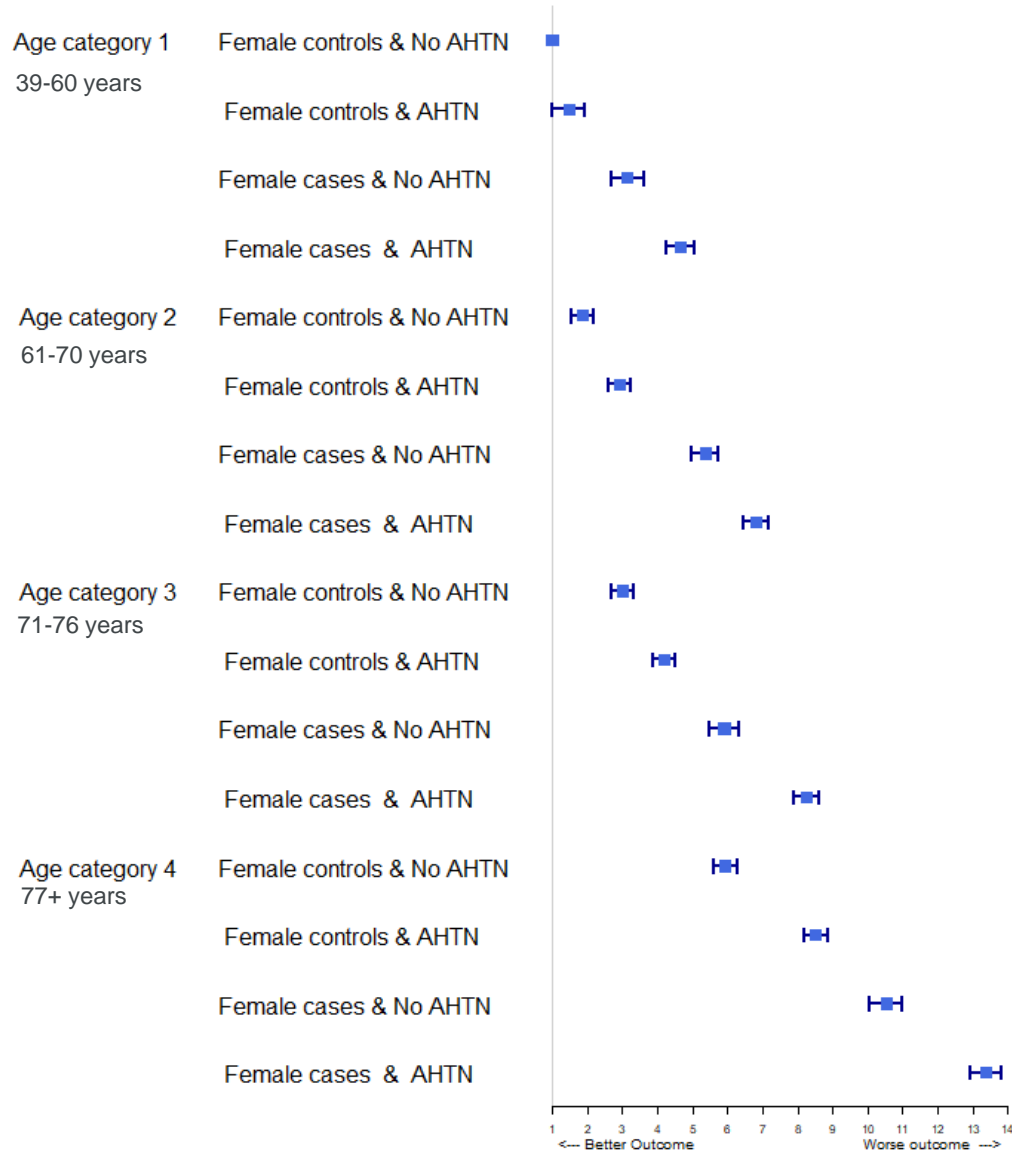 Age category 1 Female controls & No AHTN
39-60 years
Female controls & AHTN
Female cases & No AHTN
Female cases & AHTN
Age category 2 Female controls & No AHTN
61-70 years
Female controls & AHTN
Female cases & No AHTN
Female cases & AHTN
Age category 3 Female controls & No AHTN
71-76 years
Female controls & AHTN
Female cases & No AHTN
Female cases & AHTN
Age category 4 Female controls & No AHTN
77+ years
Female controls & AHTN
Female cases & No AHTN
Female cases & AHTN
1 2 3 4 5 6 7 8 9 10 11 12 13 14
<--- Better Outcome Worse outcome --->